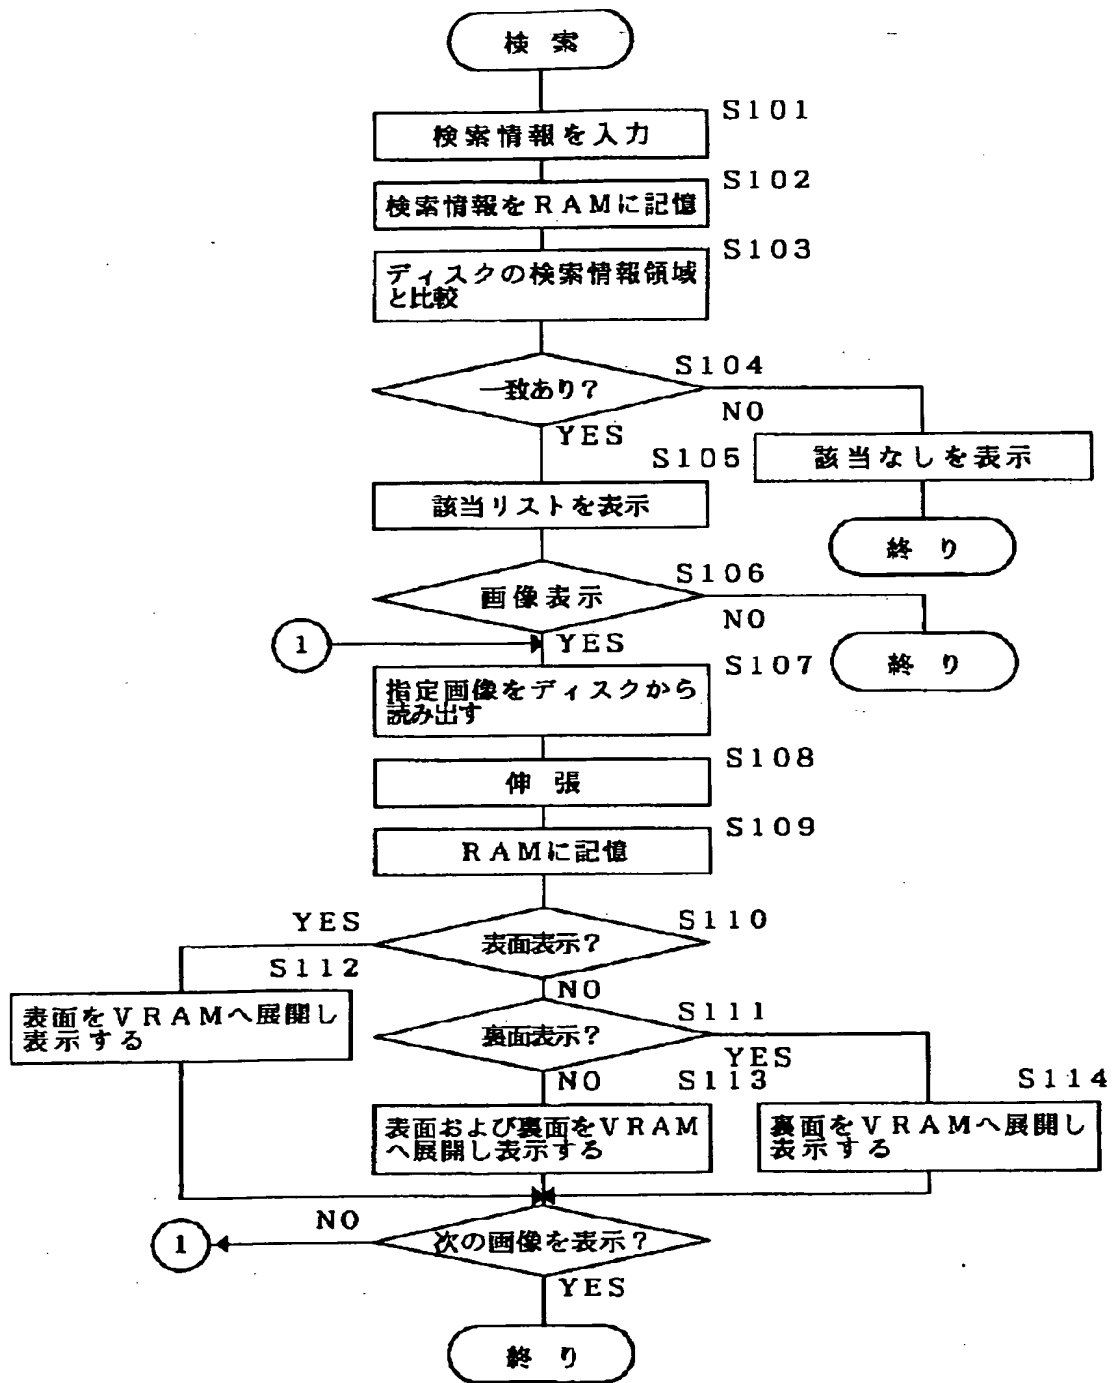 検 索
S101
検索情報を入力
S102
検索情報をRAMに記憶
S103
ディスクの検索情報領域
と比較
S104
一致あり?
NO
YES
S105
該当なしを表示
該当リストを表示
終 り
S106
画像表示
NO
1
YES
終 り
S107
指定画像をディスクから
読み出す
S108
伸 張
S109
RAMに記憶
YES
S110
表面表示?
S112
NO
表面をVRAMへ展開し
表示する
S111
裏面表示?
YES
NO
S113
S114
表面および裏面をVRAM
へ展開し表示する
裏面をVRAMへ展開し
表示する
NO
1
次の画像を表示?
YES
終 り